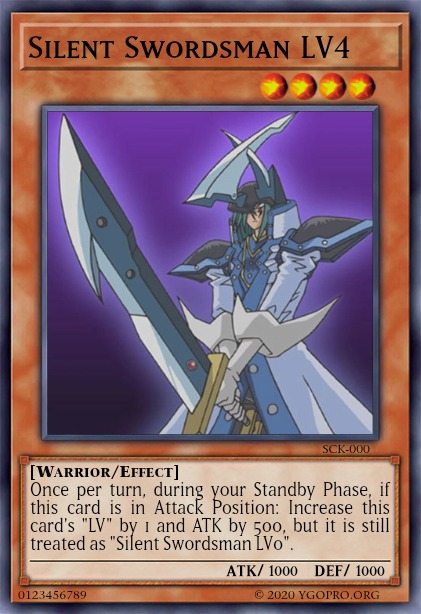 Silent Swordsman LV4
SCK-000
[Warrior/Effect]
Once per turn, during your Standby Phase, if
this card is in Attack Position: Increase this
card's "LV" by 1 and ATK by 500, but it is still
treated as "Silent Swordsman LV0".
ATK/ 1000 DEF/ 1000
0123456789
© 2020 YGOPRO.ORG